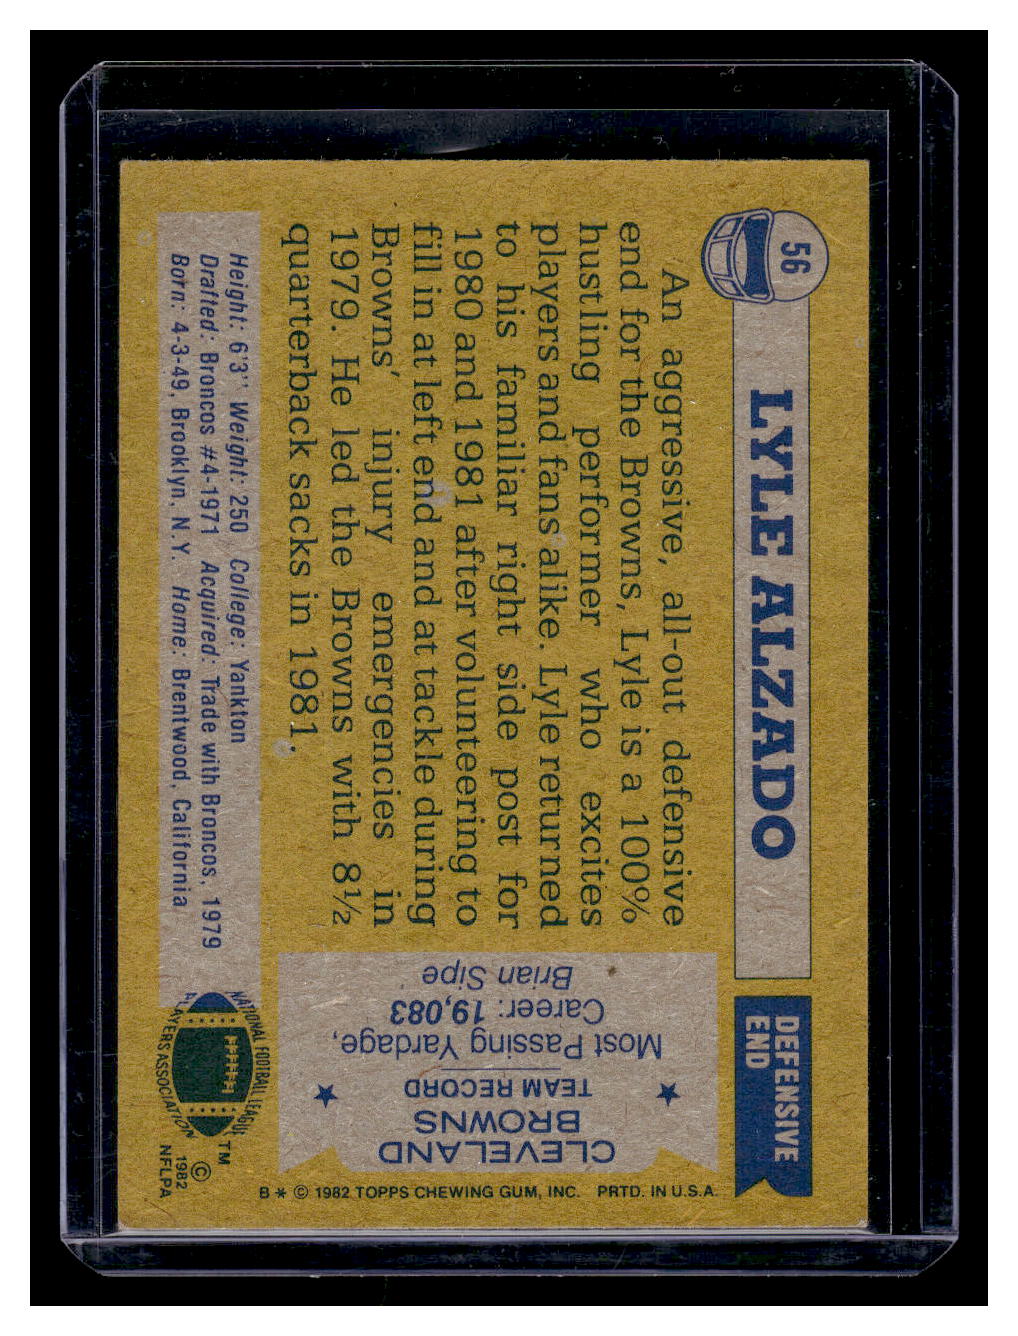 56
LYLE ALZADO
DEFENSIVE
END
An aggressive, all-out defensive
end for the Browns, Lyle is a 100%
hustling performer who excites
players and fans alike. Lyle returned
to his familiar right side post for
1980 and 1981 after volunteering to
fill in at left end and at tackle during
Browns' injury emergencies in
1979. He led the Browns with 8½
quarterback sacks in 1981.
CLEVELAND
BROWNS
TEAM RECORD
Most Passing Yardage,
Career: 19,083
Brian Sipe
Height: 6'3" Weight: 250 College: Yankton
Drafted: Broncos #4-1971 Acquired: Trade with Broncos, 1979
Born: 4-3-49, Brooklyn, N.Y. Home: Brentwood, California
NATIONAL FOOTBALL LEAGUE
PLAYERS ASSOCIATION
TM
©
1982
NFLPA
B * © 1982 TOPPS CHEWING GUM, INC. PRTD. IN U.S.A.